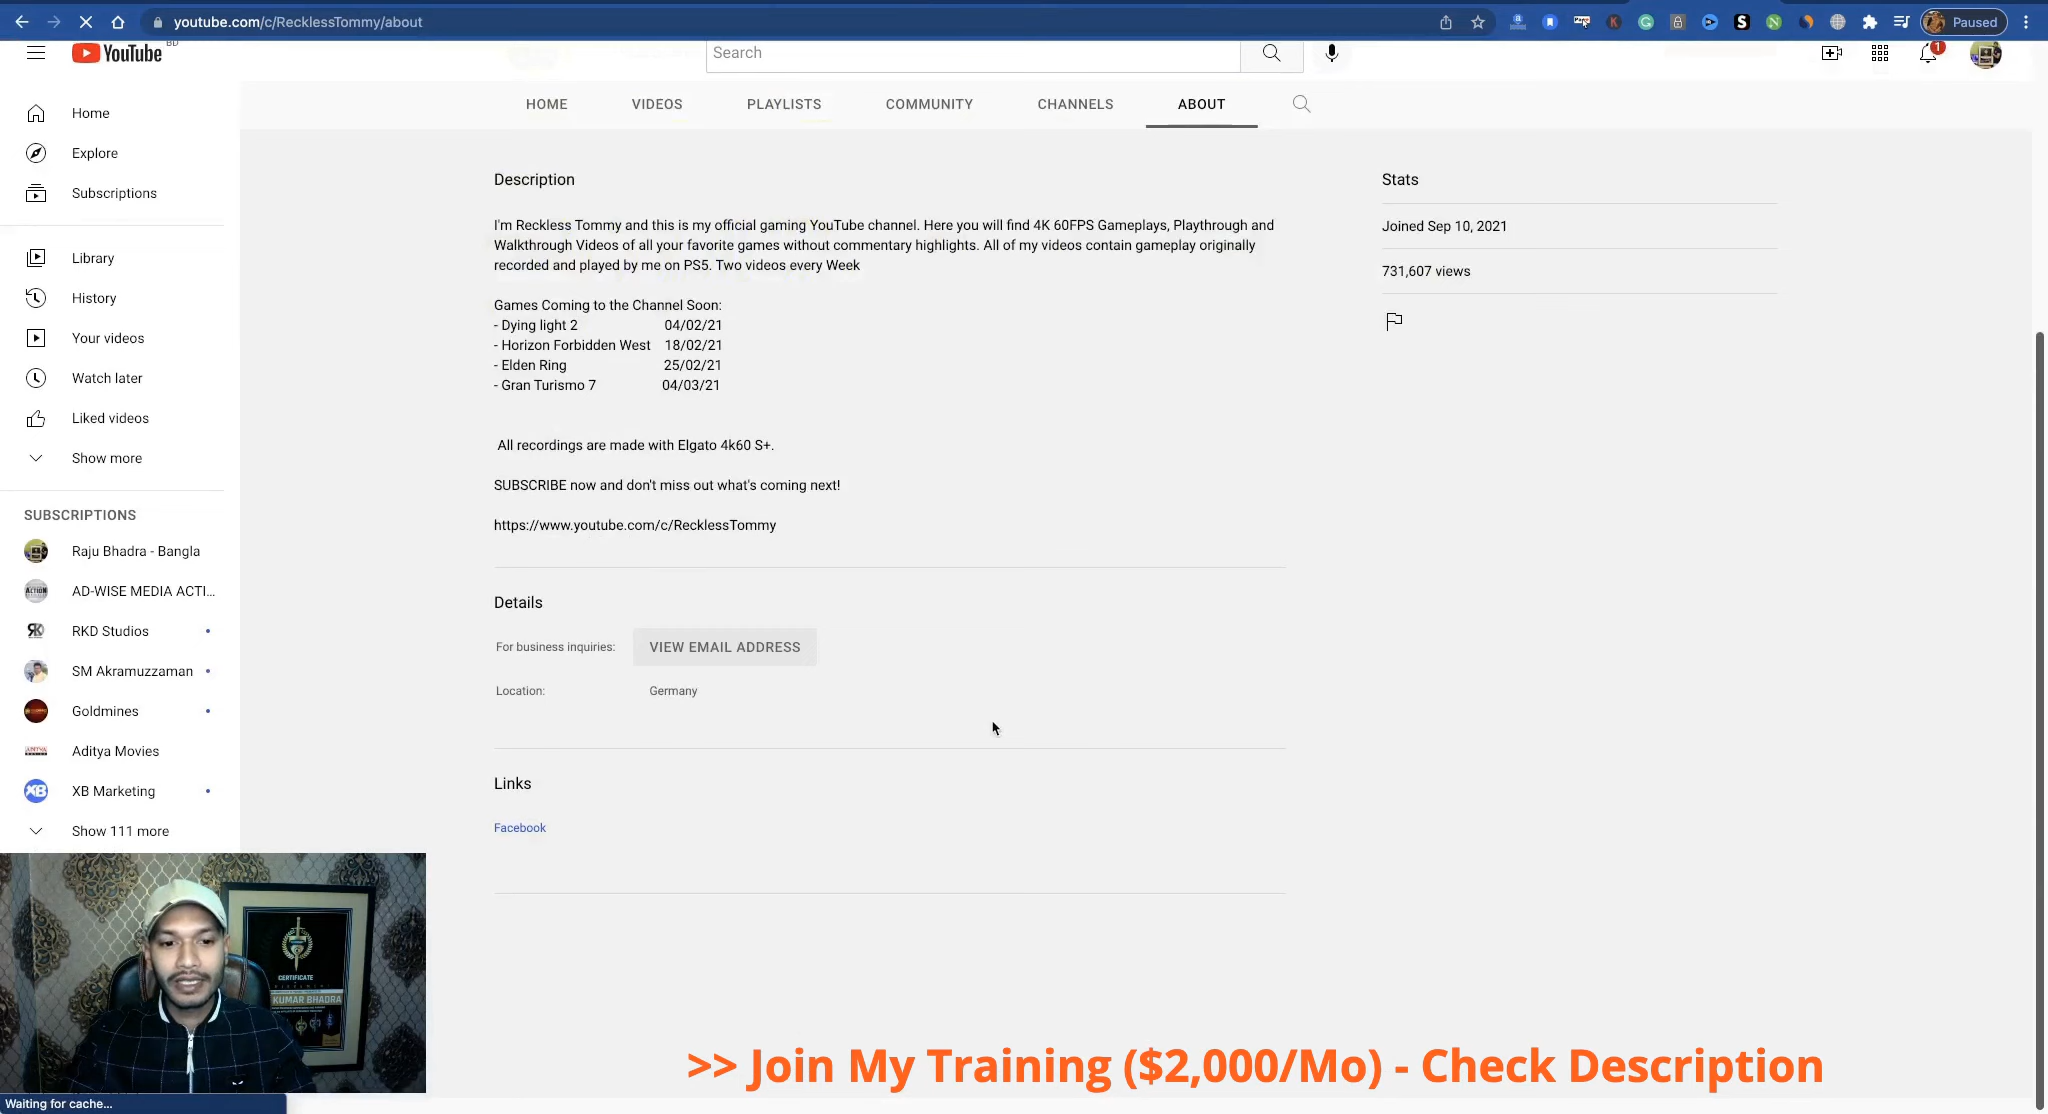 youtube.com/c/RecklessTommy/about
Paused
YouTube BD
Search
1
HOME VIDEOS PLAYLISTS COMMUNITY CHANNELS ABOUT
Home
Explore
Subscriptions
Library
History
Your videos
Watch later
Liked videos
Show more
SUBSCRIPTIONS
Raju Bhadra - Bangla
AD-WISE MEDIA ACTI...
RKD Studios
SM Akramuzzaman
Goldmines
Aditya Movies
XB Marketing
Show 111 more
Description
I'm Reckless Tommy and this is my official gaming YouTube channel. Here you will find 4K 60FPS Gameplays, Playthrough and
Walkthrough Videos of all your favorite games without commentary highlights. All of my videos contain gameplay originally
recorded and played by me on PS5. Two videos every Week
Games Coming to the Channel Soon:
- Dying light 2 04/02/21
- Horizon Forbidden West 18/02/21
- Elden Ring 25/02/21
- Gran Turismo 7 04/03/21
All recordings are made with Elgato 4k60 S+.
SUBSCRIBE now and don't miss out what's coming next!
https://www.youtube.com/c/RecklessTommy
Details
For business inquiries: VIEW EMAIL ADDRESS
Location: Germany
Links
Facebook
Stats
Joined Sep 10, 2021
731,607 views
CERTIFICATE
KUMAR BHADRA
>> Join My Training ($2,000/Mo) - Check Description
Waiting for cache...